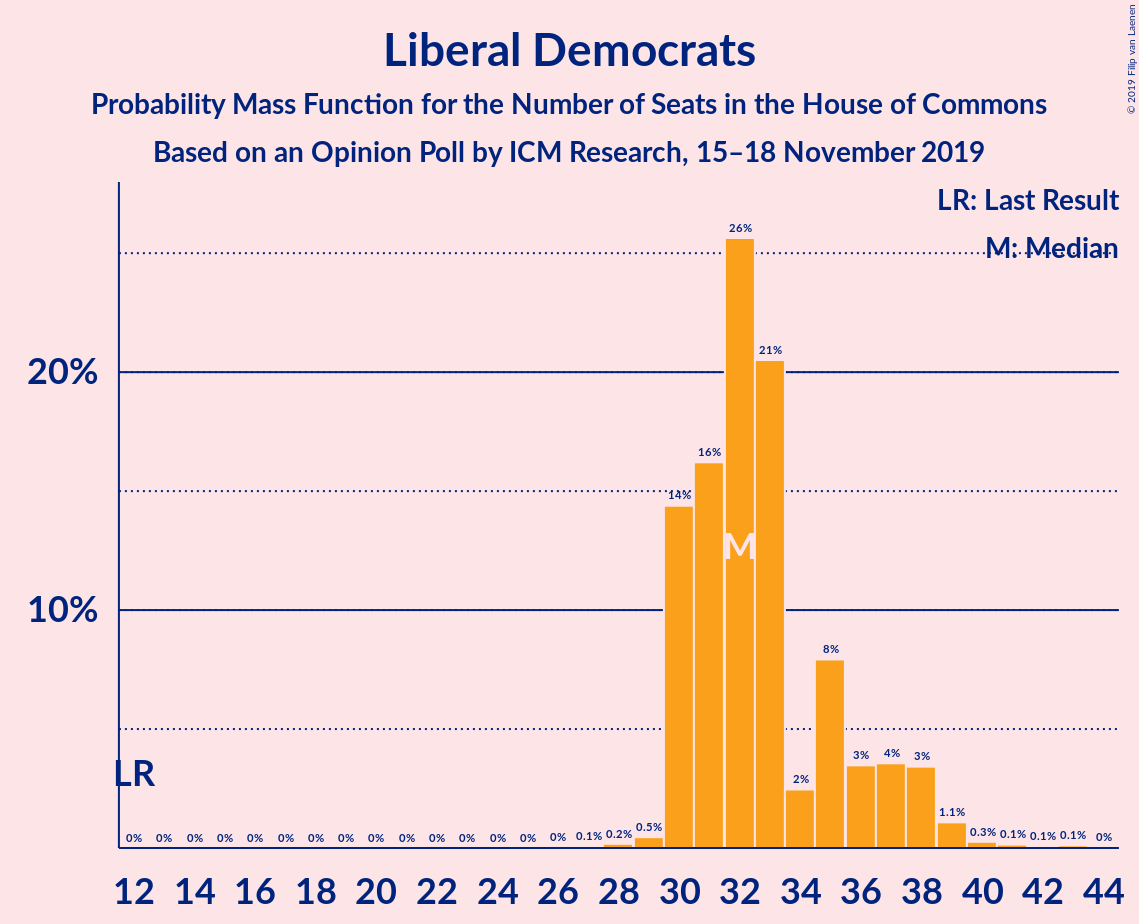 Liberal Democrats
Probability Mass Function for the Number of Seats in the House of Commons
Based on an Opinion Poll by ICM Research, 15–18 November 2019
© 2019 Filip van Laenen
LR: Last Result
M: Median
20%
10%
26%
21%
16%
14%
M
8%
3%
4%
3%
2%
LR
0% 0% 0% 0% 0% 0% 0% 0% 0% 0% 0% 0% 0% 0% 0% 0.1% 0.2% 0.5% 1.1% 0.3% 0.1% 0.1% 0.1% 0%
12 14 16 18 20 22 24 26 28 30 32 34 36 38 40 42 44